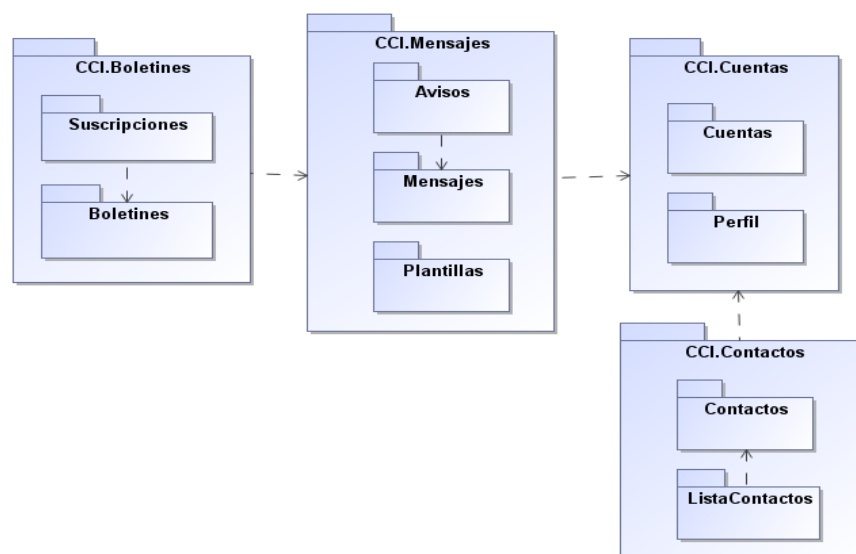 CCI.Boletines
Suscripciones
Boletines
CCI.Mensajes
Avisos
Mensajes
Plantillas
CCI.Cuentas
Cuentas
Perfil
CCI.Contactos
Contactos
ListaContactos